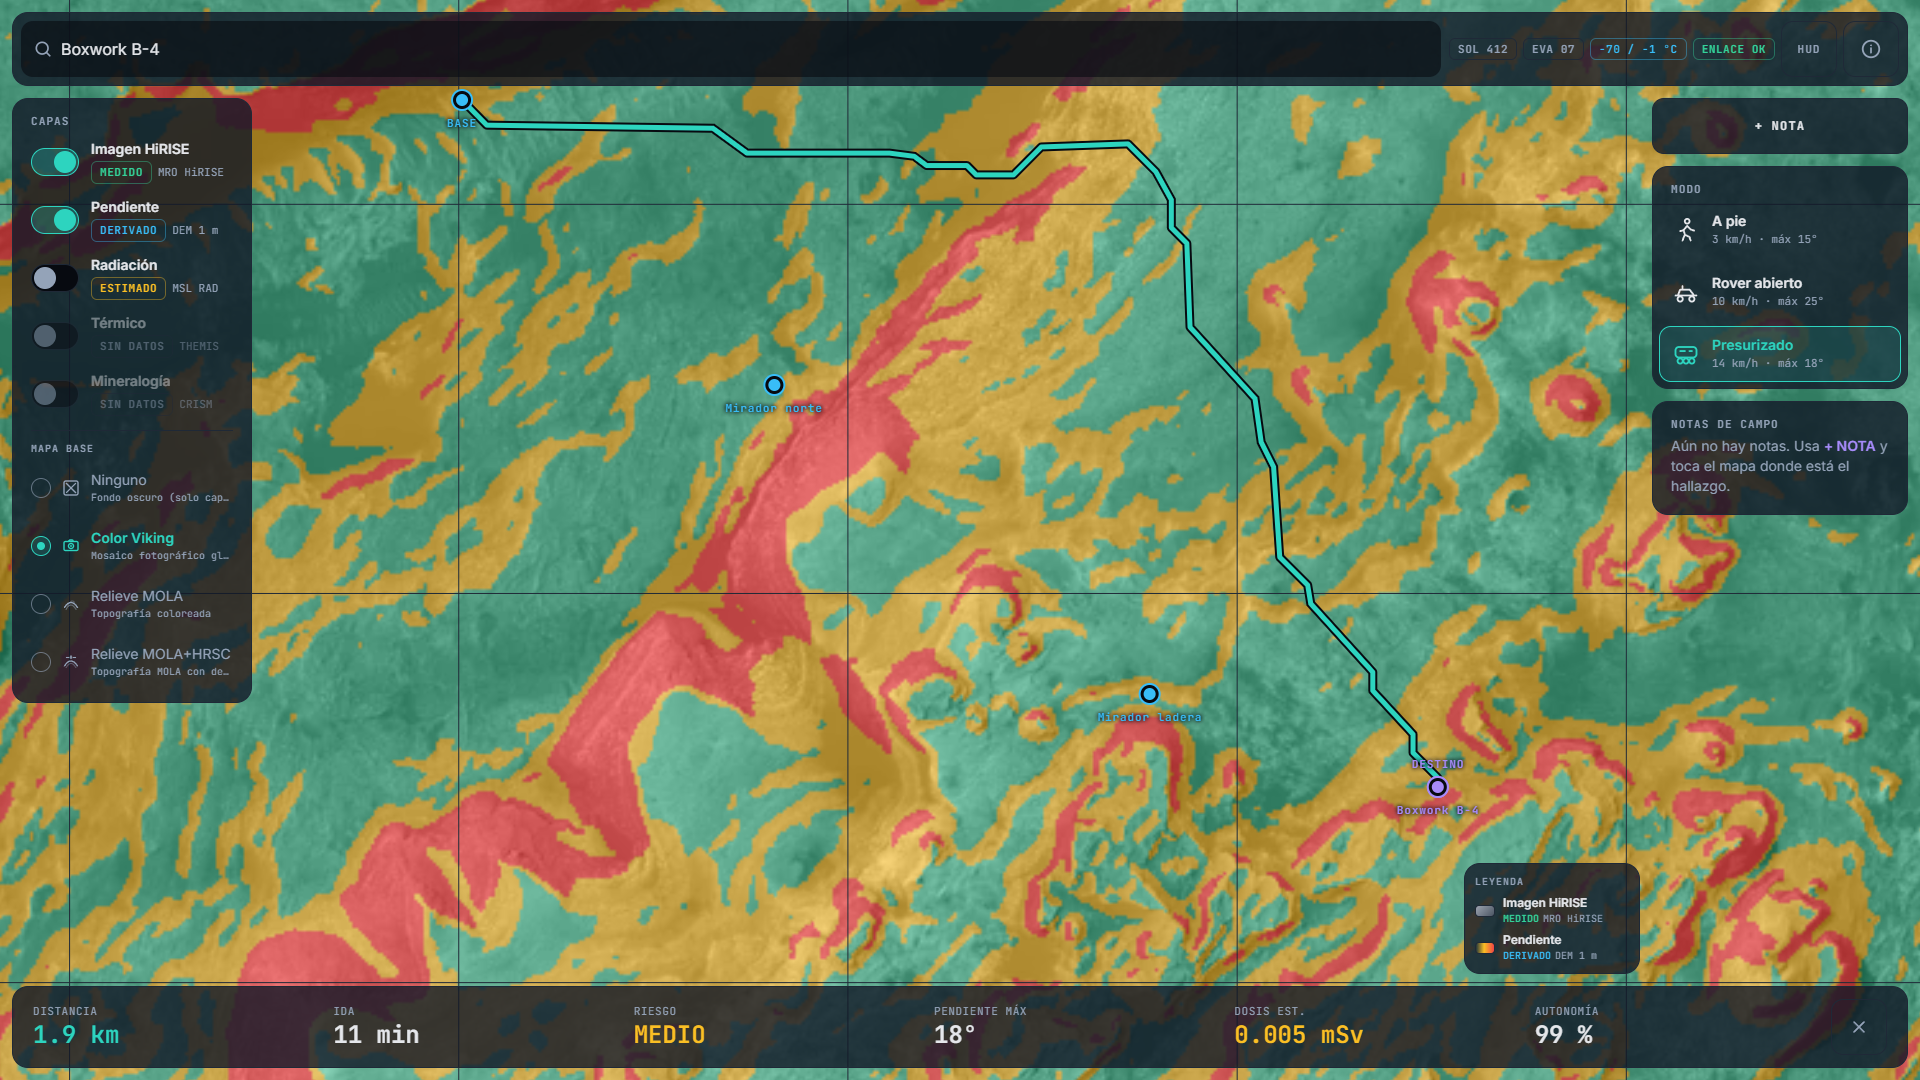 Boxwork B-4
SOL 412
EVA 07
-70 / -1 °C
ENLACE OK
HUD
CAPAS
Imagen HiRISE
MEDIDO MRO HiRISE
Pendiente
DERIVADO DEM 1 m
Radiación
ESTIMADO MSL RAD
Térmico
SIN DATOS THEMIS
Mineralogía
SIN DATOS CRISM
MAPA BASE
Ninguno
Fondo oscuro (solo cap…
Color Viking
Mosaico fotográfico gl…
Relieve MOLA
Topografía coloreada
Relieve MOLA+HRSC
Topografía MOLA con de…
BASE
Mirador norte
Mirador ladera
DESTINO
Boxwork B-4
+ NOTA
MODO
A pie
3 km/h · máx 15°
Rover abierto
10 km/h · máx 25°
Presurizado
14 km/h · máx 18°
NOTAS DE CAMPO
Aún no hay notas. Usa + NOTA y
toca el mapa donde está el
hallazgo.
LEYENDA
Imagen HiRISE
MEDIDO MRO HiRISE
Pendiente
DERIVADO DEM 1 m
DISTANCIA
1.9 km
IDA
11 min
RIESGO
MEDIO
PENDIENTE MÁX
18°
DOSIS EST.
0.005 mSv
AUTONOMÍA
99 %